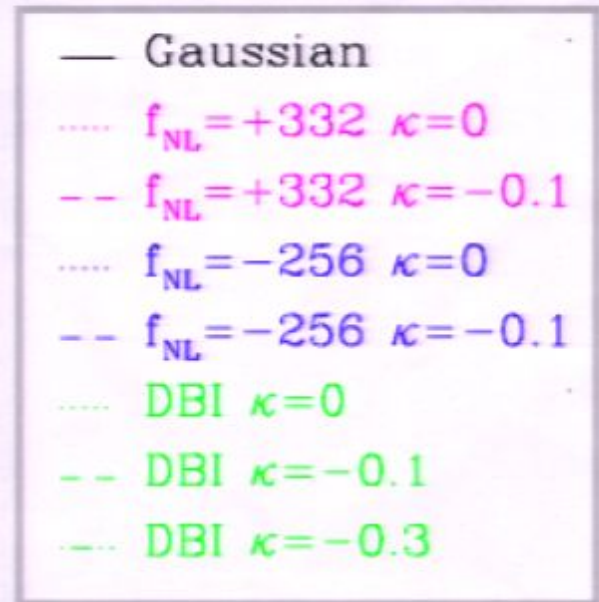 Gaussian
f_NL=+332 κ=0
f_NL=+332 κ=−0.1
f_NL=−256 κ=0
f_NL=−256 κ=−0.1
DBI κ=0
DBI κ=−0.1
DBI κ=−0.3